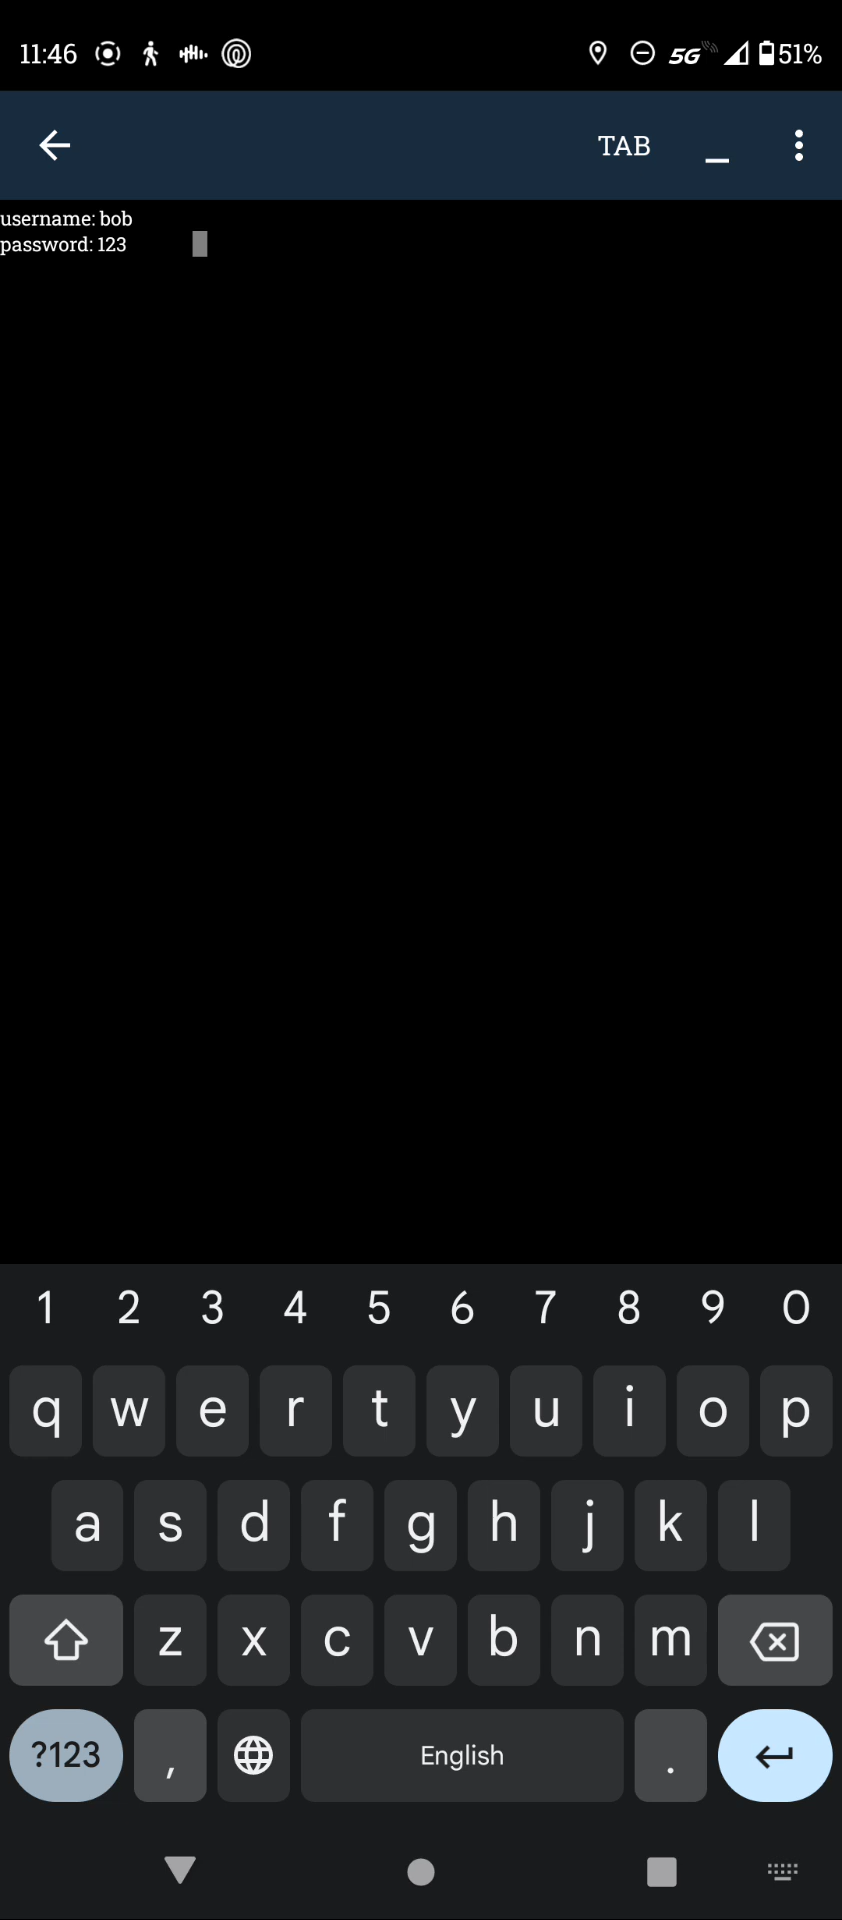 11:46 5G 51%
TAB _
username: bob
password: 123
1 2 3 4 5 6 7 8 9 0
q w e r t y u i o p
a s d f g h j k l
z x c v b n m
?123 , English .